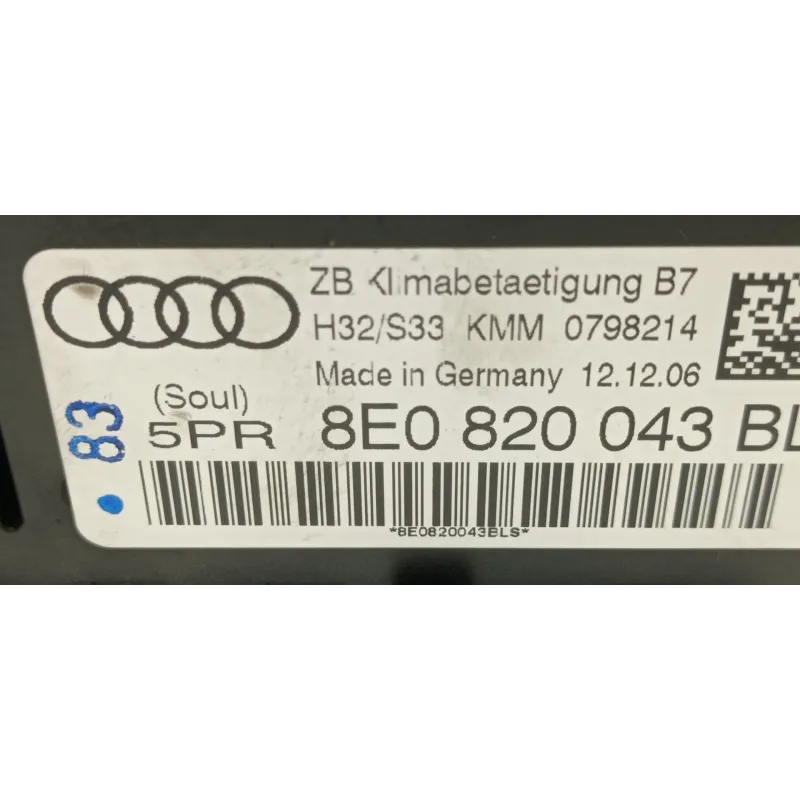 ZB Klimabetaetigung B7
H32/S33 KMM 0798214
Made in Germany 12.12.06
(Soul)
5PR 8E0 820 043 BL
*8E0820043BLS*
83